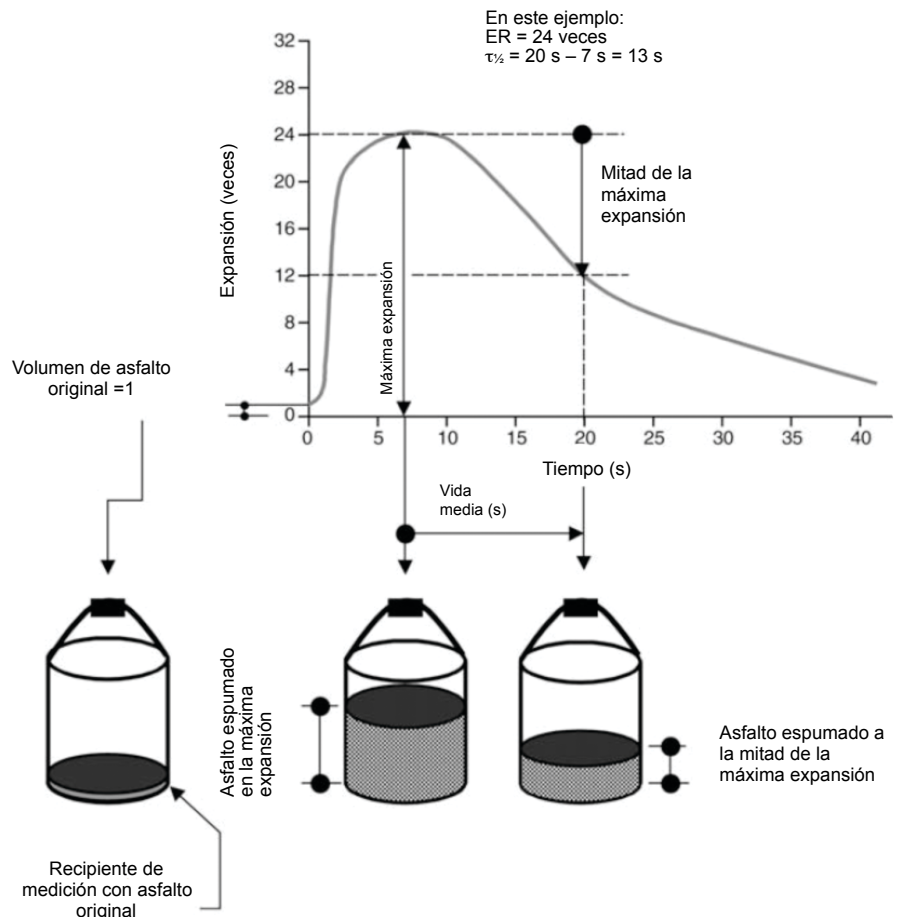 En este ejemplo:
ER = 24 veces
τ½ = 20 s – 7 s = 13 s
32
28
24
20
16
12
8
4
0
Expansión (veces)
Máxima expansión
Mitad de la
máxima
expansión
0
5
10
15
20
25
30
35
40
Tiempo (s)
Volumen de asfalto
original =1
Vida
media (s)
Asfalto espumado
en la máxima
expansión
Asfalto espumado a
la mitad de la
máxima expansión
Recipiente de
medición con asfalto
original